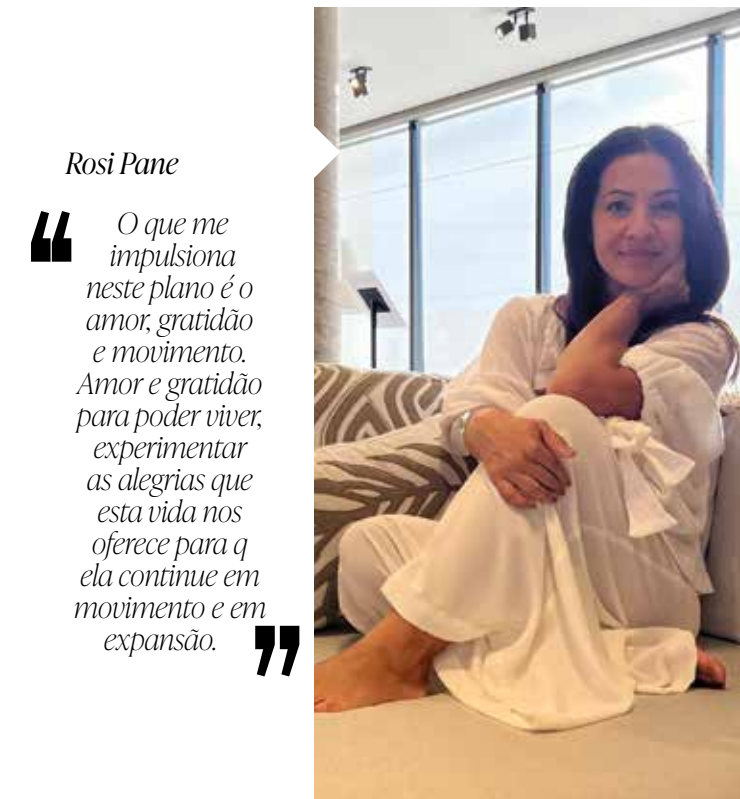 Rosi Pane
❝ O que me
impulsiona
neste plano é o
amor, gratidão
e movimento.
Amor e gratidão
para poder viver,
experimentar
as alegrias que
esta vida nos
oferece para q
ela continue em
movimento e em
expansão. ❞